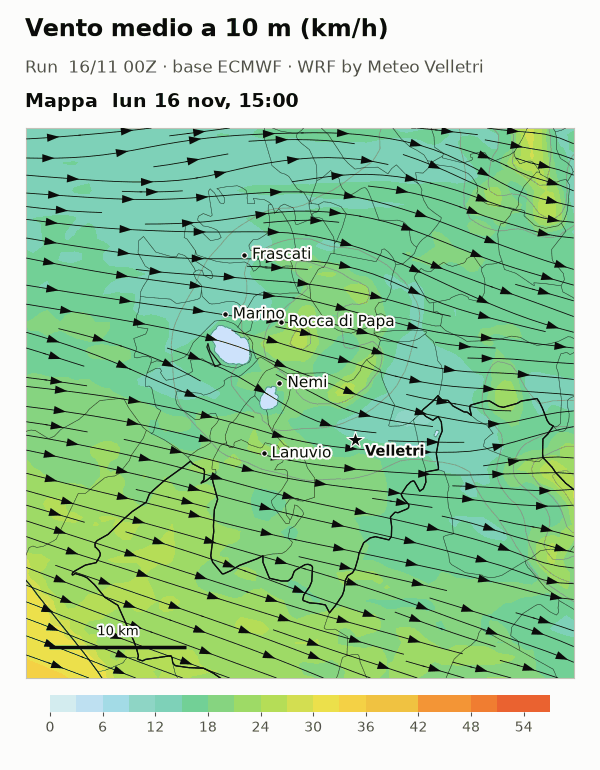 Vento medio a 10 m (km/h)
Run  16/11 00Z · base ECMWF · WRF by Meteo Velletri
Mappa  lun 16 nov, 15:00
Frascati
Marino
Rocca di Papa
Nemi
Velletri
Lanuvio
10 km
0 6 12 18 24 30 36 42 48 54